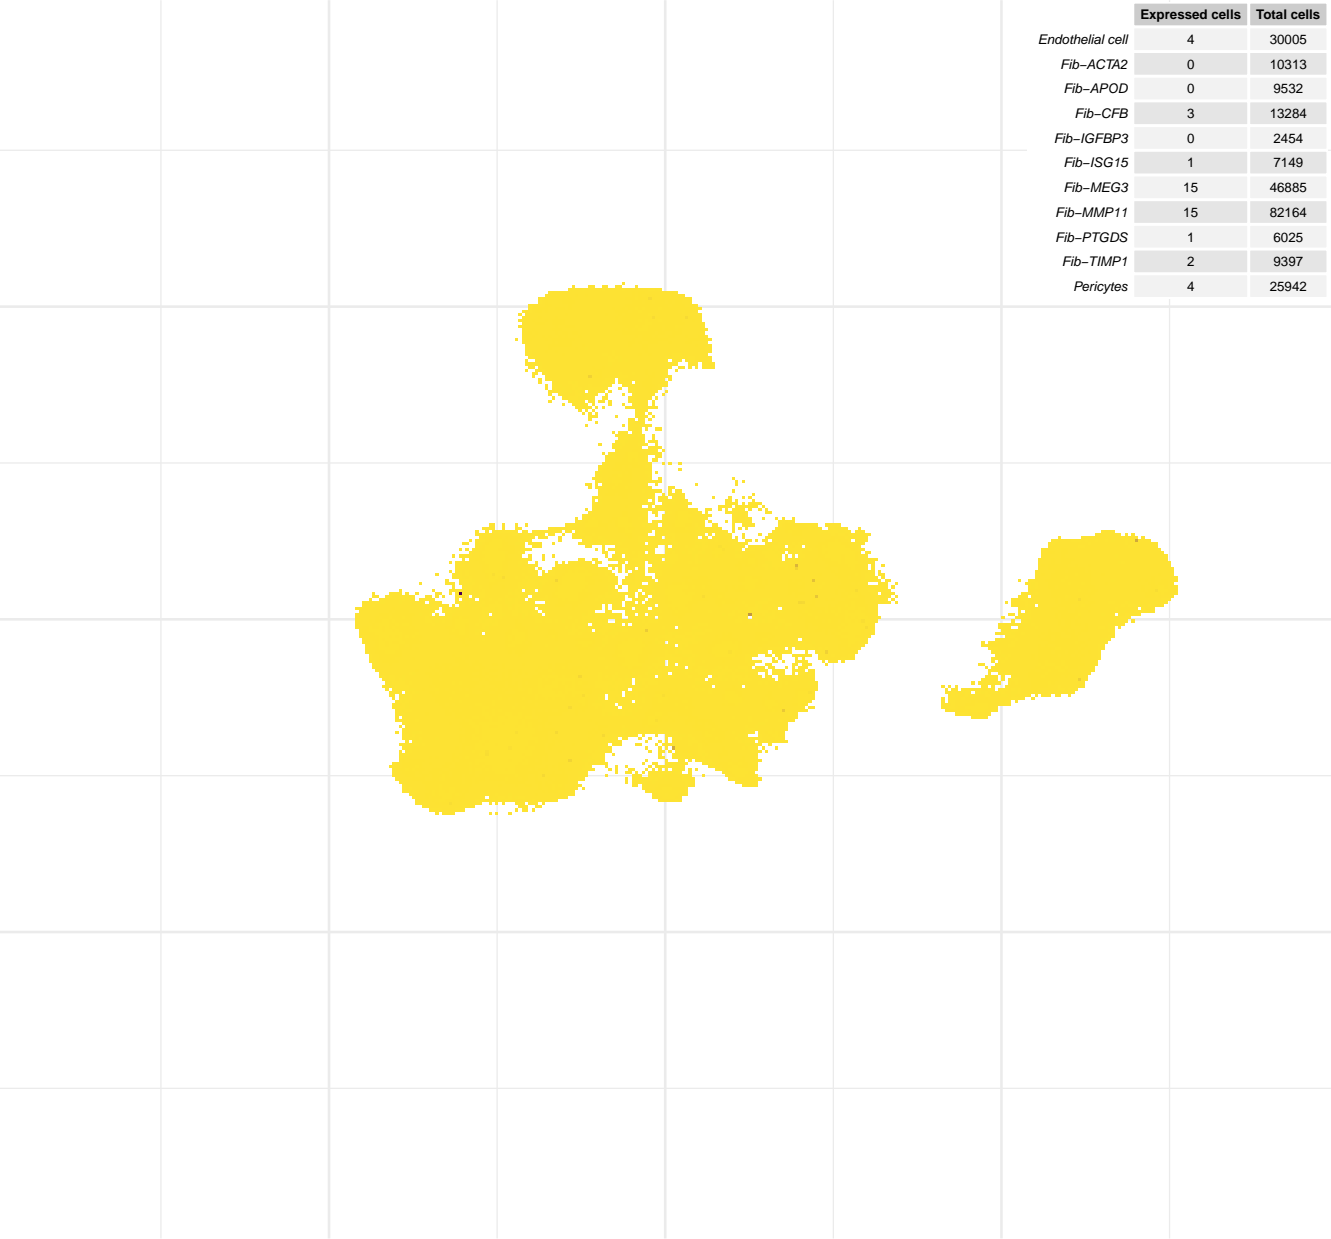 Expressed cells Total cells
Endothelial cell 4 30005
Fib−ACTA2 0 10313
Fib−APOD 0 9532
Fib−CFB 3 13284
Fib−IGFBP3 0 2454
Fib−ISG15 1 7149
Fib−MEG3 15 46885
Fib−MMP11 15 82164
Fib−PTGDS 1 6025
Fib−TIMP1 2 9397
Pericytes 4 25942